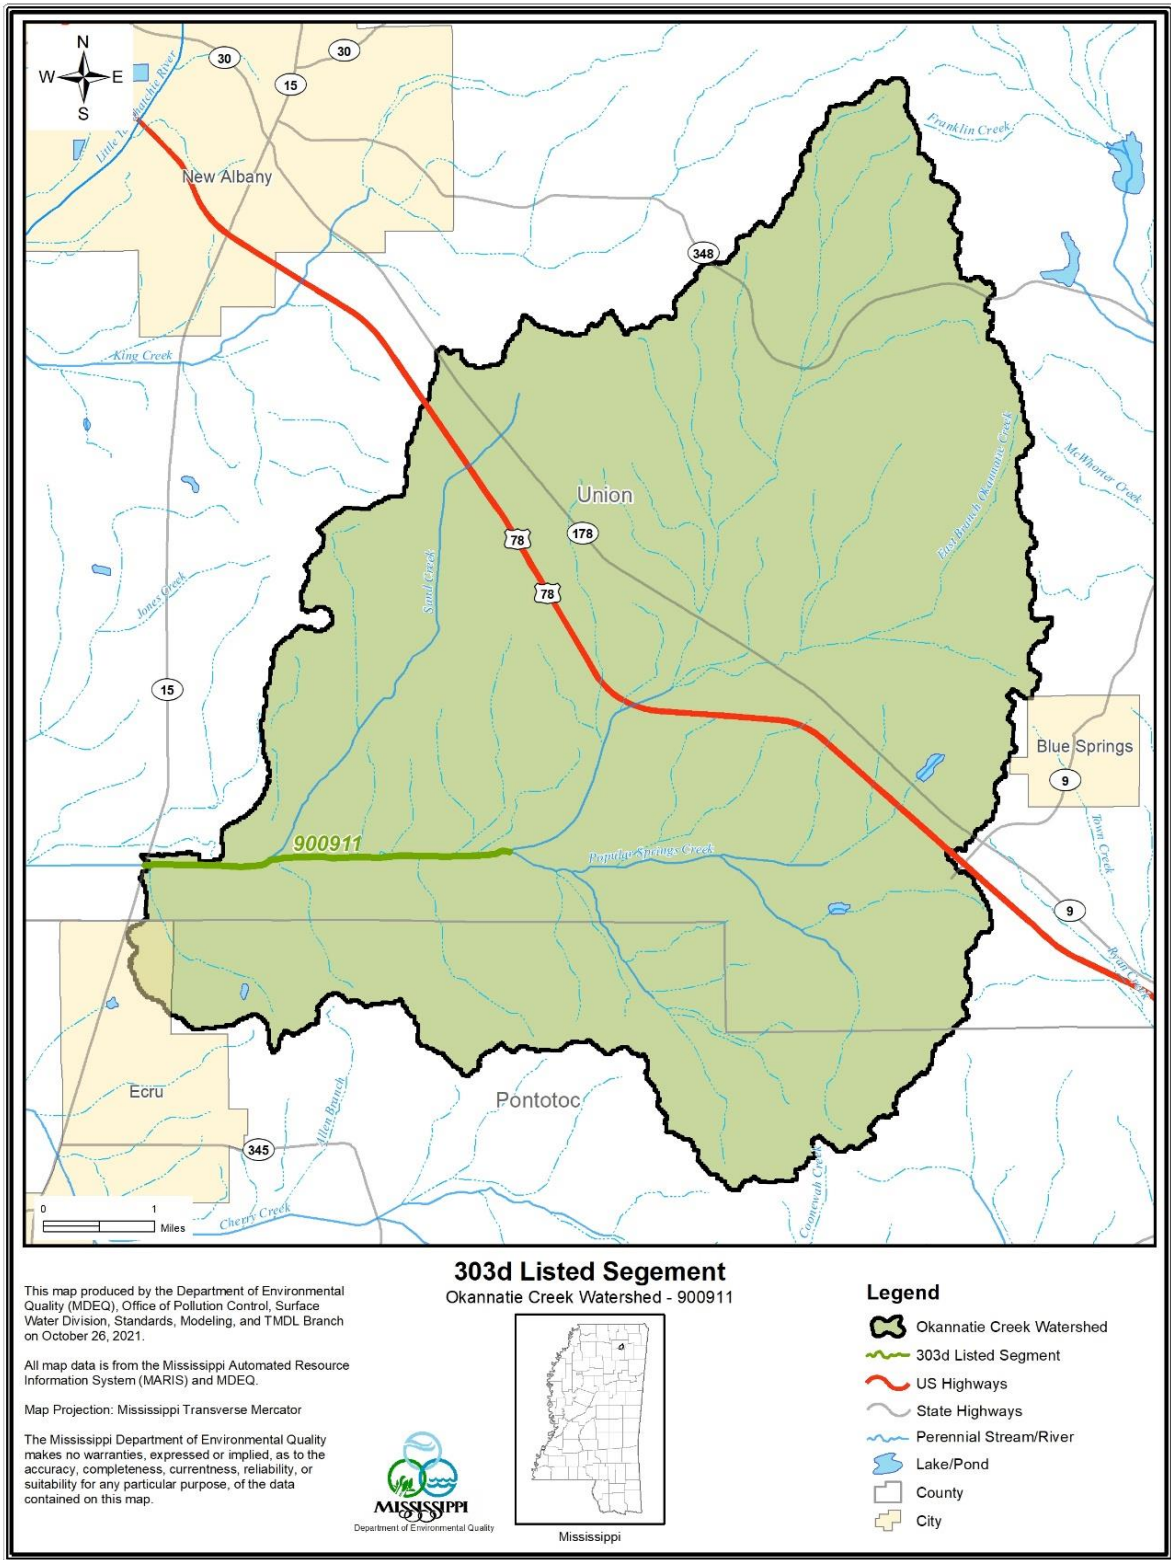 N
W E
S
30
30
15
Little Tallahatchie River
New Albany
Franklin Creek
348
King Creek
McWhorter Creek
East Branch Okannatie Creek
Union
178
78
78
Sand Creek
Jones Creek
15
Blue Springs
9
Town Creek
900911
Popular Springs Creek
9
Ryan Creek
Ecru
Pontotoc
Allen Branch
345
Coonewah Creek
Cherry Creek
0 1
Miles
303d Listed Segement
Okannatie Creek Watershed - 900911
This map produced by the Department of Environmental
Quality (MDEQ), Office of Pollution Control, Surface
Water Division, Standards, Modeling, and TMDL Branch
on October 26, 2021.
All map data is from the Mississippi Automated Resource
Information System (MARIS) and MDEQ.
Map Projection: Mississippi Transverse Mercator
The Mississippi Department of Environmental Quality
makes no warranties, expressed or implied, as to the
accuracy, completeness, currentness, reliability, or
suitability for any particular purpose, of the data
contained on this map.
MISSISSIPPI
Department of Environmental Quality
Mississippi
Legend
Okannatie Creek Watershed
303d Listed Segment
US Highways
State Highways
Perennial Stream/River
Lake/Pond
County
City